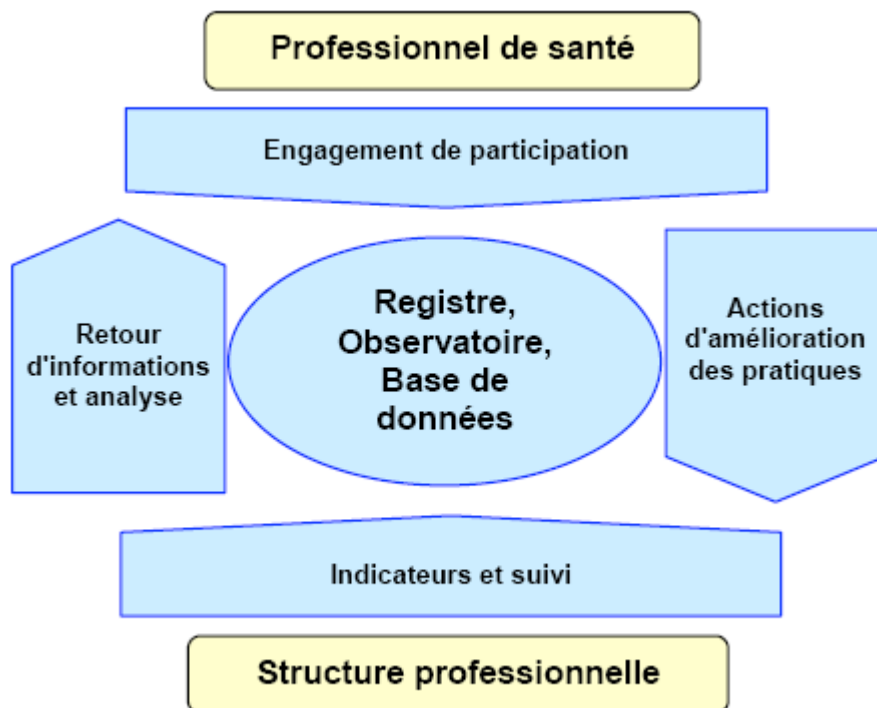 Professionnel de santé
Engagement de participation
Retour
d'informations
et analyse
Registre,
Observatoire,
Base de
données
Actions
d'amélioration
des pratiques
Indicateurs et suivi
Structure professionnelle